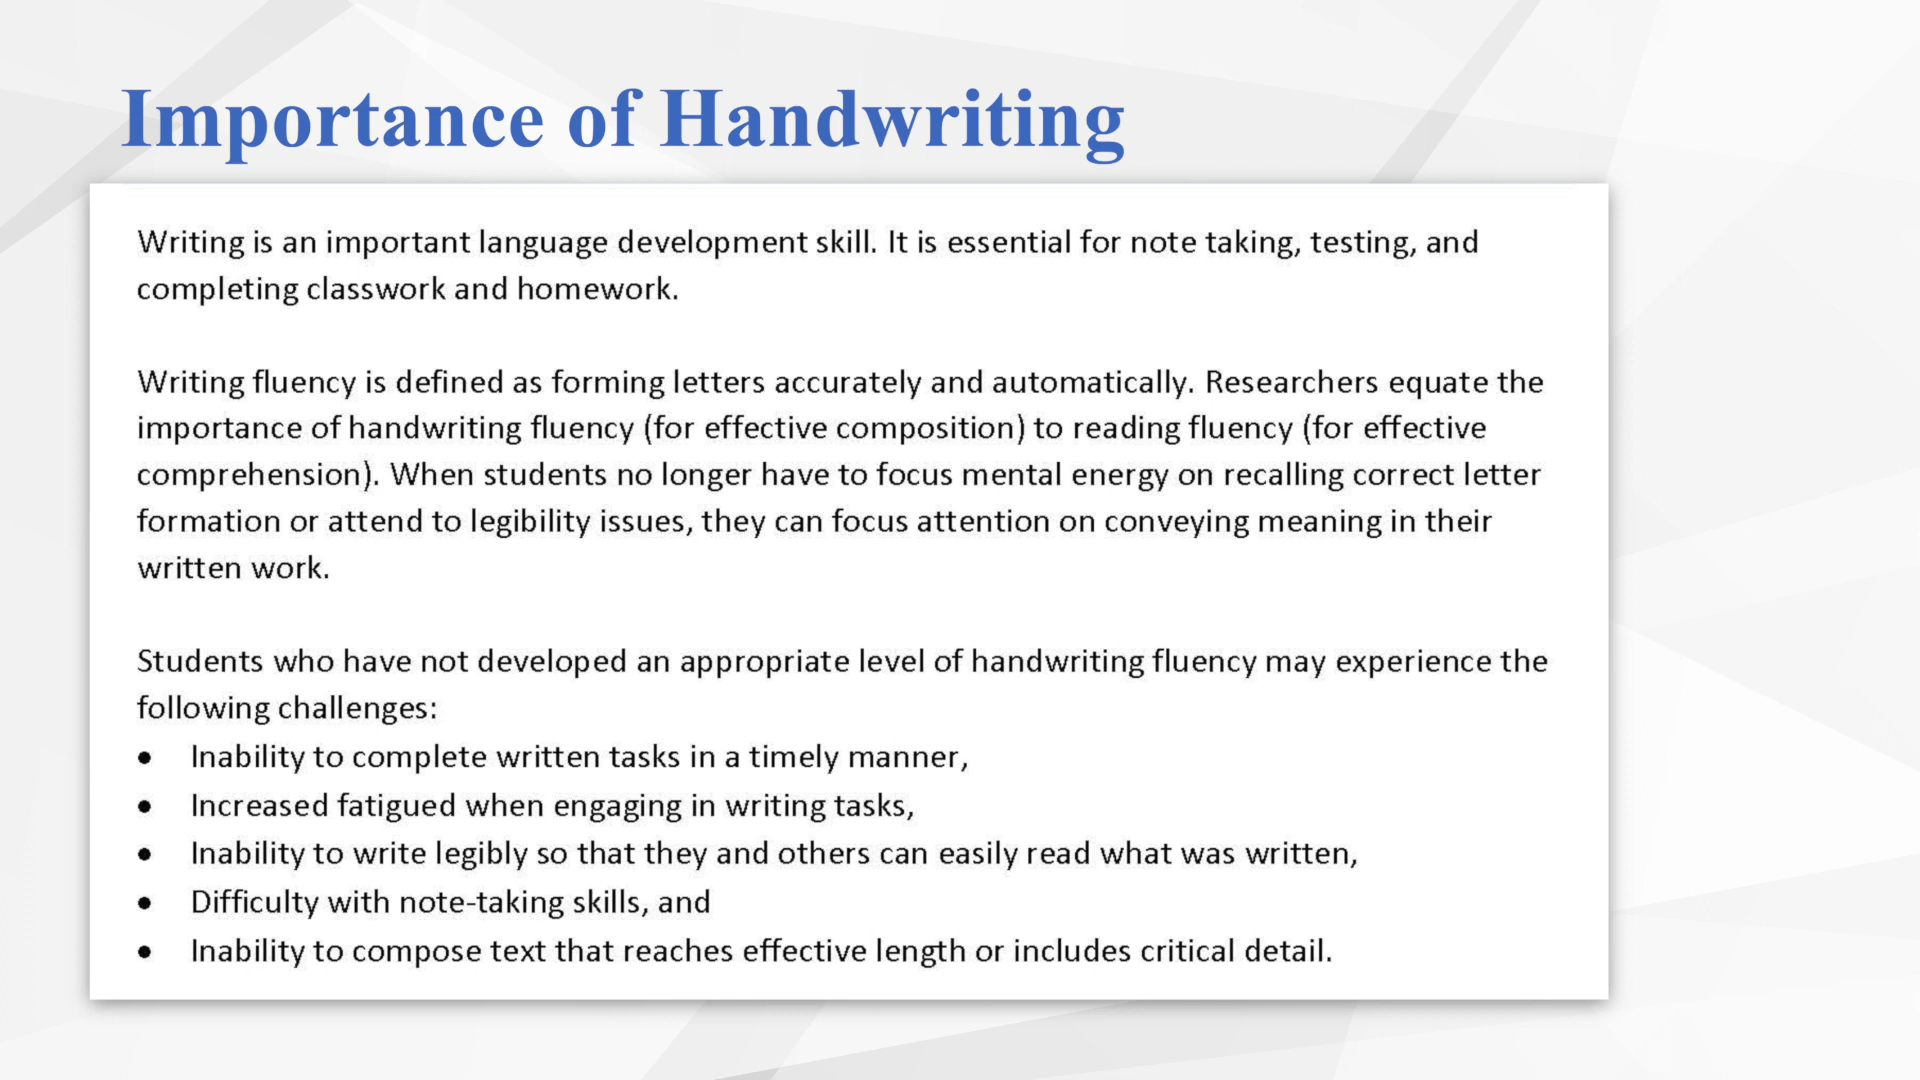 Importance of Handwriting
Writing is an important language development skill. It is essential for note taking, testing, and
completing classwork and homework.
Writing fluency is defined as forming letters accurately and automatically. Researchers equate the
importance of handwriting fluency (for effective composition) to reading fluency (for effective
comprehension). When students no longer have to focus mental energy on recalling correct letter
formation or attend to legibility issues, they can focus attention on conveying meaning in their
written work.
Students who have not developed an appropriate level of handwriting fluency may experience the
following challenges:
• Inability to complete written tasks in a timely manner,
• Increased fatigued when engaging in writing tasks,
• Inability to write legibly so that they and others can easily read what was written,
• Difficulty with note-taking skills, and
• Inability to compose text that reaches effective length or includes critical detail.